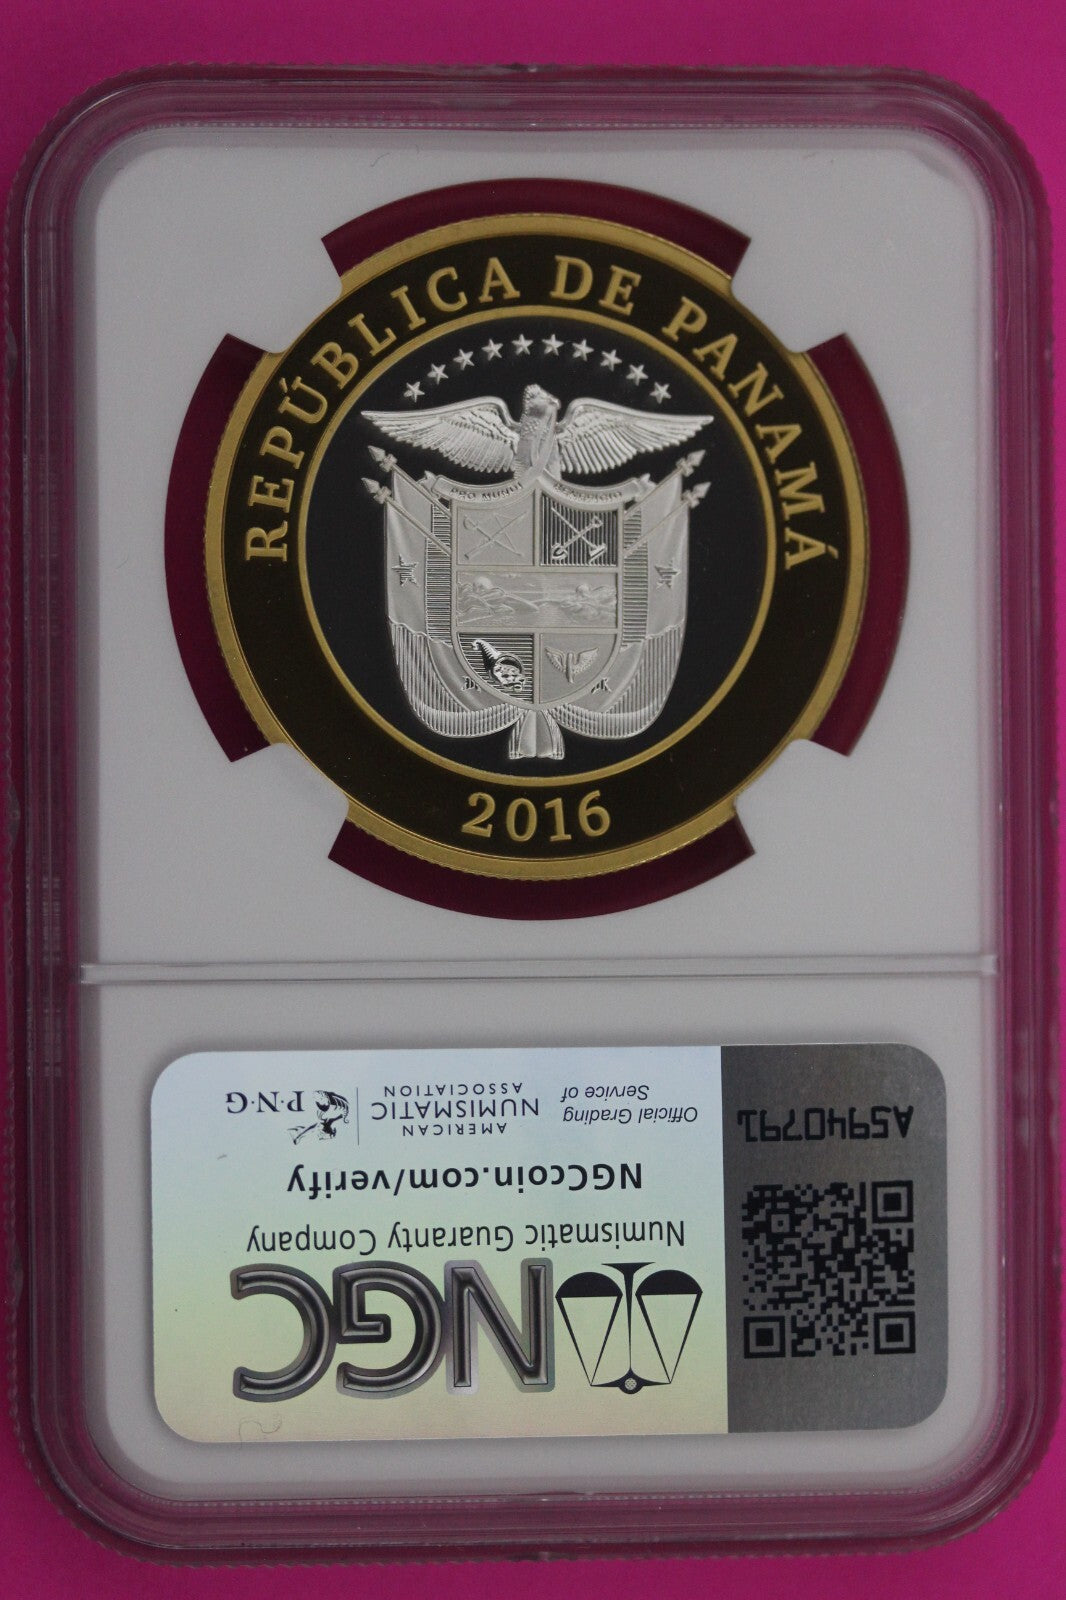 REPÚBLICA DE PANAMÁ
PRO MUNDI BENEFICIO
2016
NGC
Numismatic Guaranty Company
NGCcoin.com/verify
Official Grading
Service of
AMERICAN
NUMISMATIC
ASSOCIATION
P·N·G
A5940791